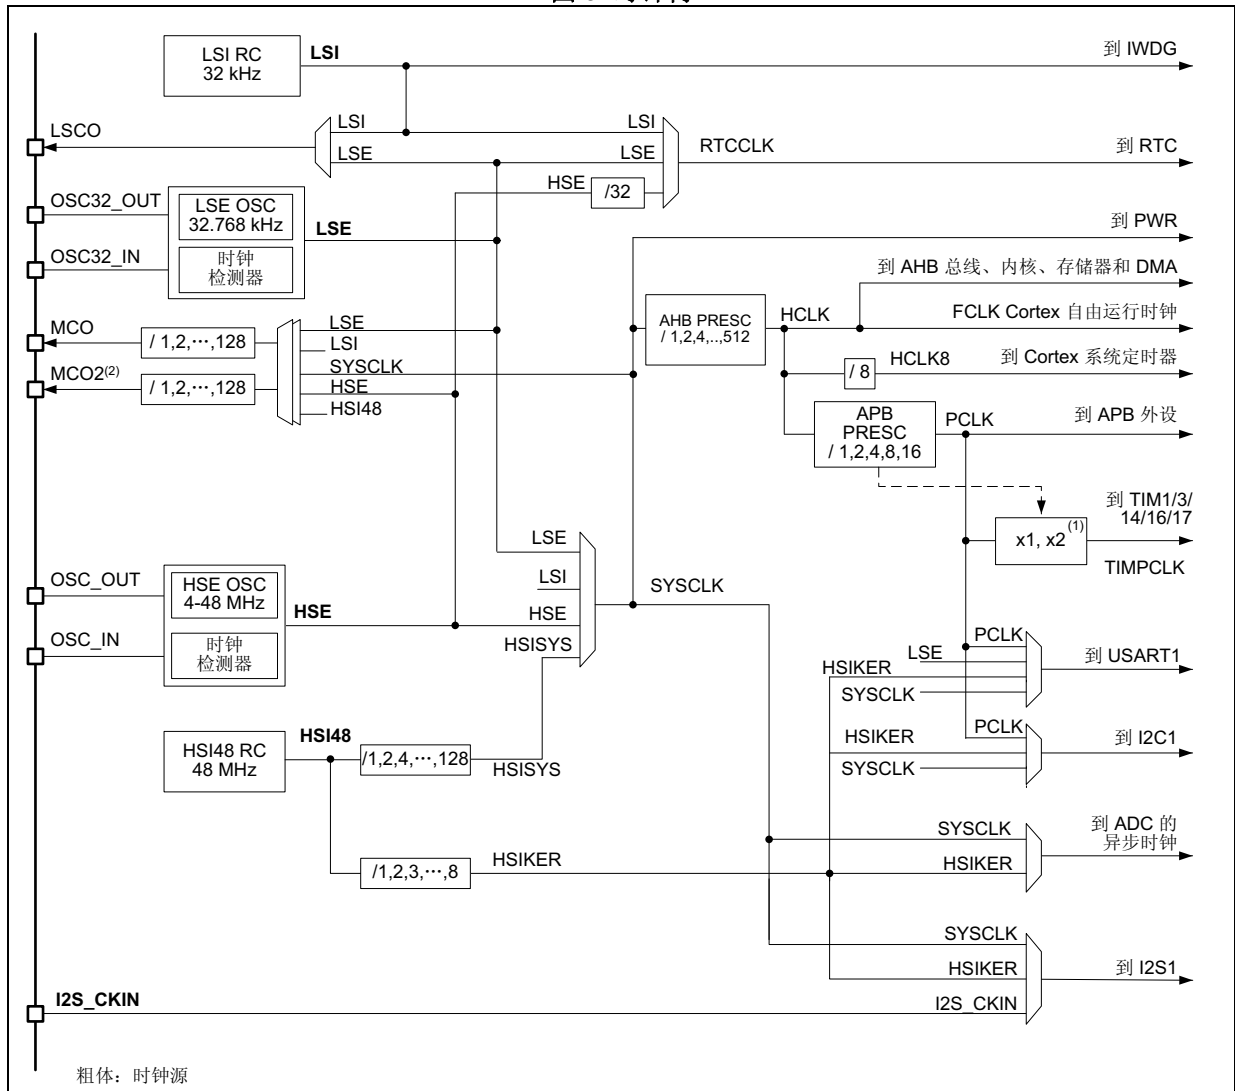 LSI RC
32 kHz
LSI
到 IWDG
LSCO
LSI
LSE
LSI
LSE
HSE
/32
RTCCLK
到 RTC
OSC32_OUT
LSE OSC
32.768 kHz
LSE
OSC32_IN
时钟
检测器
到 PWR
到 AHB 总线、内核、存储器和 DMA
AHB PRESC
/ 1,2,4,..,512
HCLK
FCLK Cortex 自由运行时钟
MCO
/ 1,2,⋯,128
LSE
LSI
SYSCLK
HSE
HSI48
MCO2(2)
/ 1,2,⋯,128
/ 8
HCLK8
到 Cortex 系统定时器
APB
PRESC
/ 1,2,4,8,16
PCLK
到 APB 外设
x1, x2(1)
到 TIM1/3/
14/16/17
TIMPCLK
LSE
LSI
HSE
HSISYS
SYSCLK
OSC_OUT
HSE OSC
4-48 MHz
HSE
OSC_IN
时钟
检测器
PCLK
LSE
HSIKER
SYSCLK
到 USART1
HSI48 RC
48 MHz
HSI48
/1,2,4,⋯,128
HSISYS
PCLK
HSIKER
SYSCLK
到 I2C1
/1,2,3,⋯,8
HSIKER
SYSCLK
HSIKER
到 ADC 的
异步时钟
SYSCLK
HSIKER
I2S_CKIN
到 I2S1
I2S_CKIN
粗体：时钟源